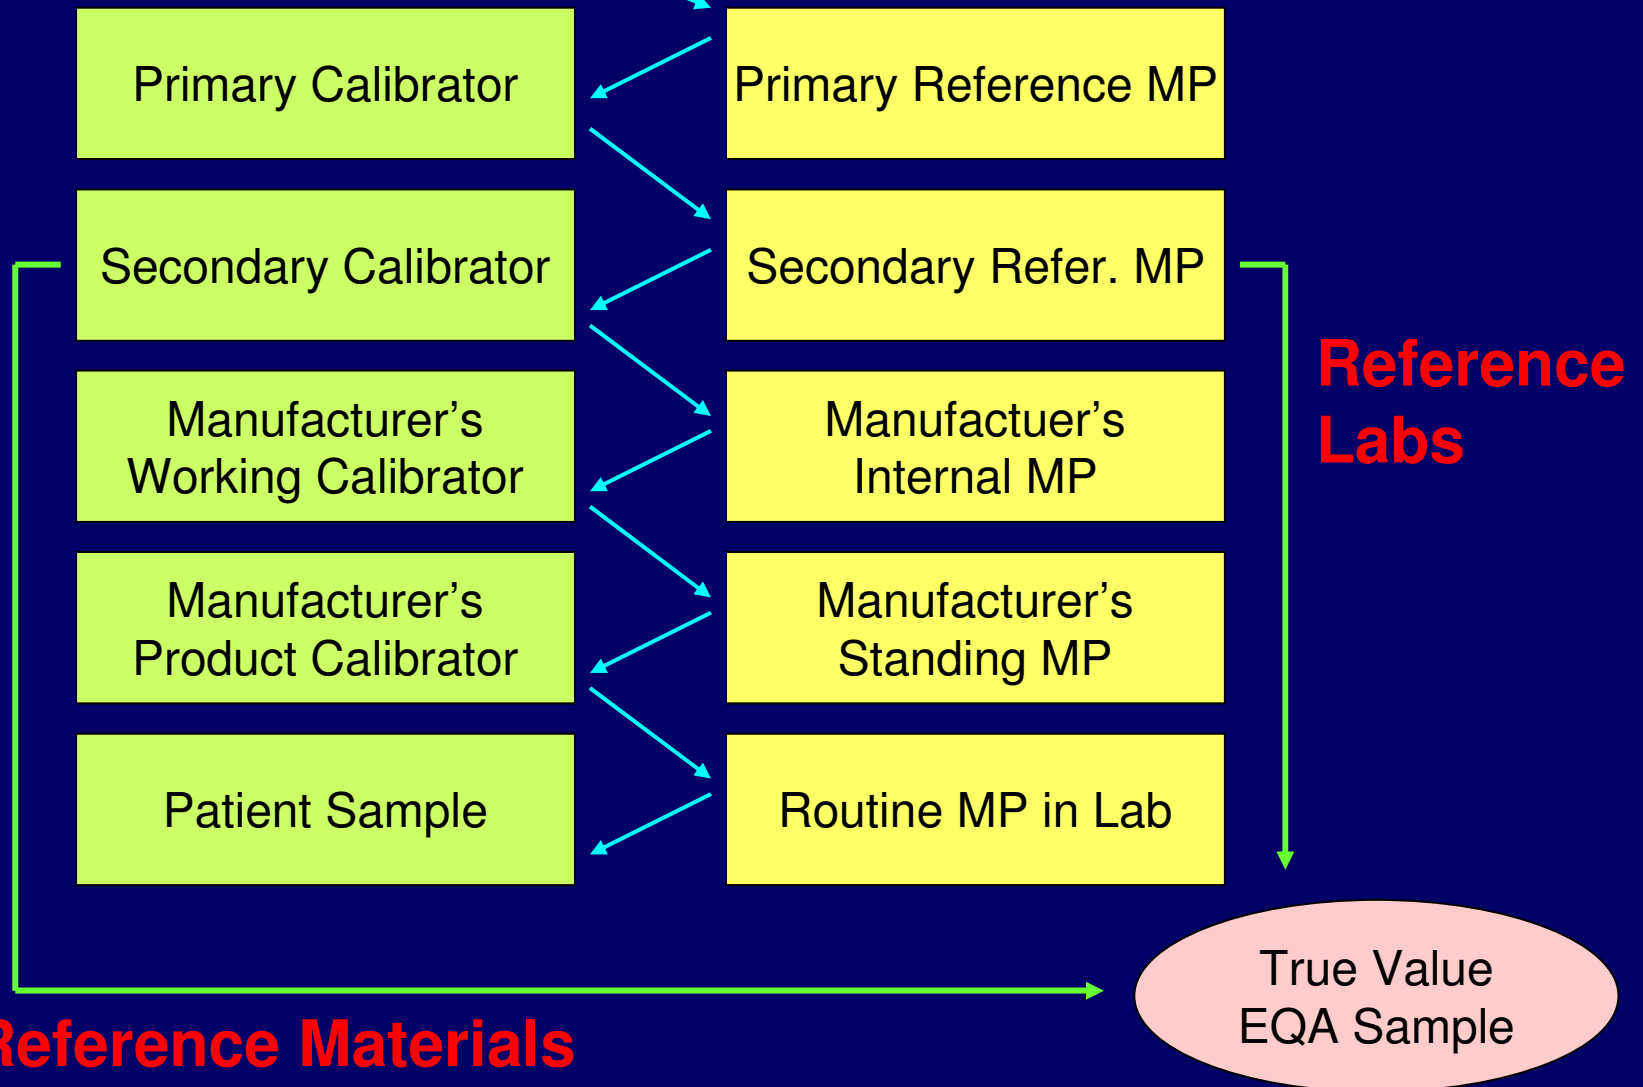 Primary Calibrator
Primary Reference MP
Secondary Calibrator
Secondary Refer. MP
Reference
Labs
Manufacturer’s
Working Calibrator
Manufactuer’s
Internal MP
Manufacturer’s
Product Calibrator
Manufacturer’s
Standing MP
Patient Sample
Routine MP in Lab
True Value
EQA Sample
Reference Materials